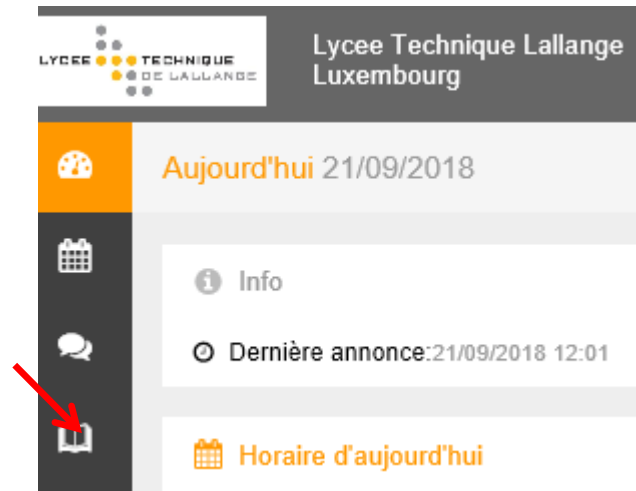 LYCEE TECHNIQUE
DE LALLANGE
Lycee Technique Lallange
Luxembourg
Aujourd'hui 21/09/2018
Info
Dernière annonce:21/09/2018 12:01
Horaire d'aujourd'hui